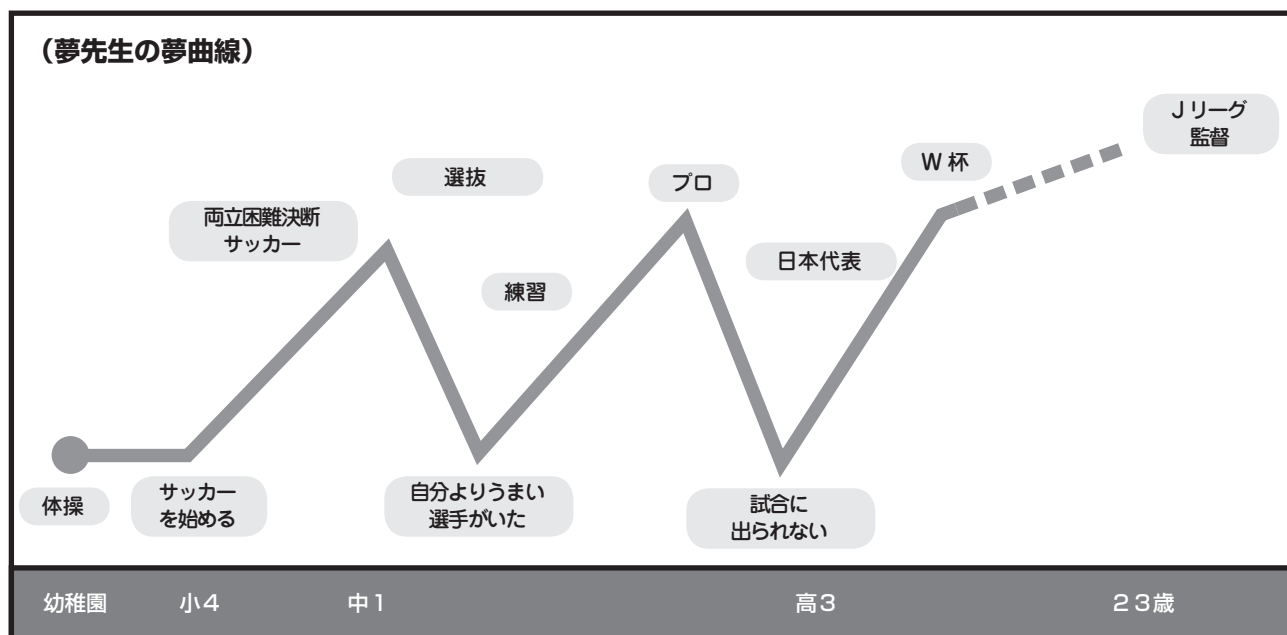 （夢先生の夢曲線）
Ｊリーグ
監督
Ｗ杯
選抜
プロ
両立困難決断
サッカー
日本代表
練習
体操
サッカー
を始める
自分よりうまい
選手がいた
試合に
出られない
幼稚園
小４
中１
高３
２３歳